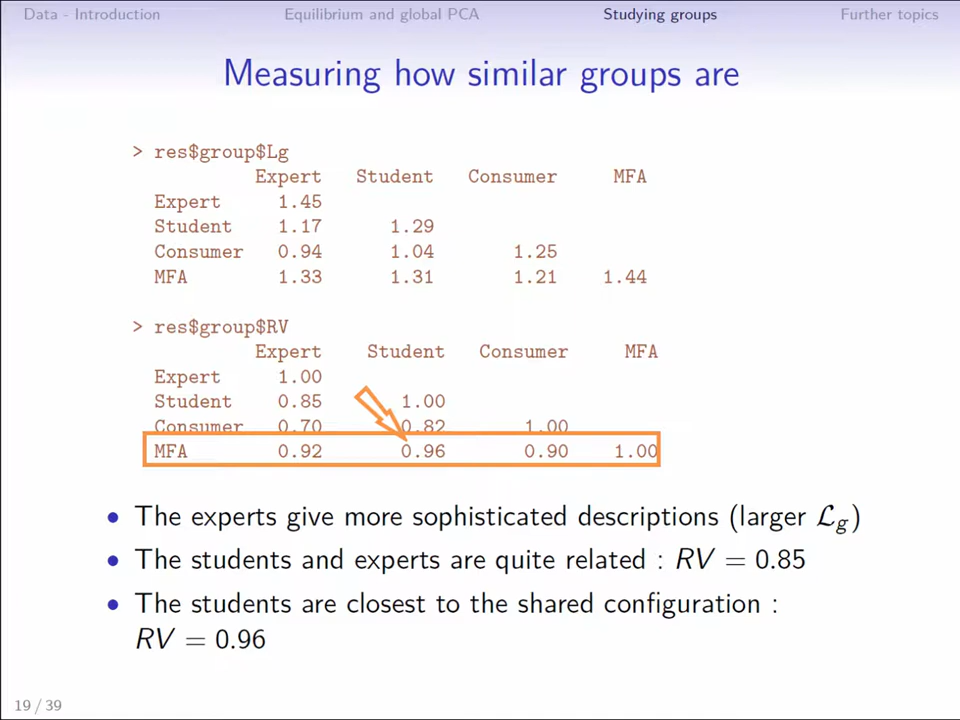 Data - Introduction Equilibrium and global PCA Studying groups Further topics
Measuring how similar groups are
> res$group$Lg
Expert Student Consumer MFA
Expert 1.45
Student 1.17 1.29
Consumer 0.94 1.04 1.25
MFA 1.33 1.31 1.21 1.44
> res$group$RV
Expert Student Consumer MFA
Expert 1.00
Student 0.85 1.00
Consumer 0.70 0.82 1.00
MFA 0.92 0.96 0.90 1.00
• The experts give more sophisticated descriptions (larger ℒg)
• The students and experts are quite related : RV = 0.85
• The students are closest to the shared configuration :
RV = 0.96
19 / 39